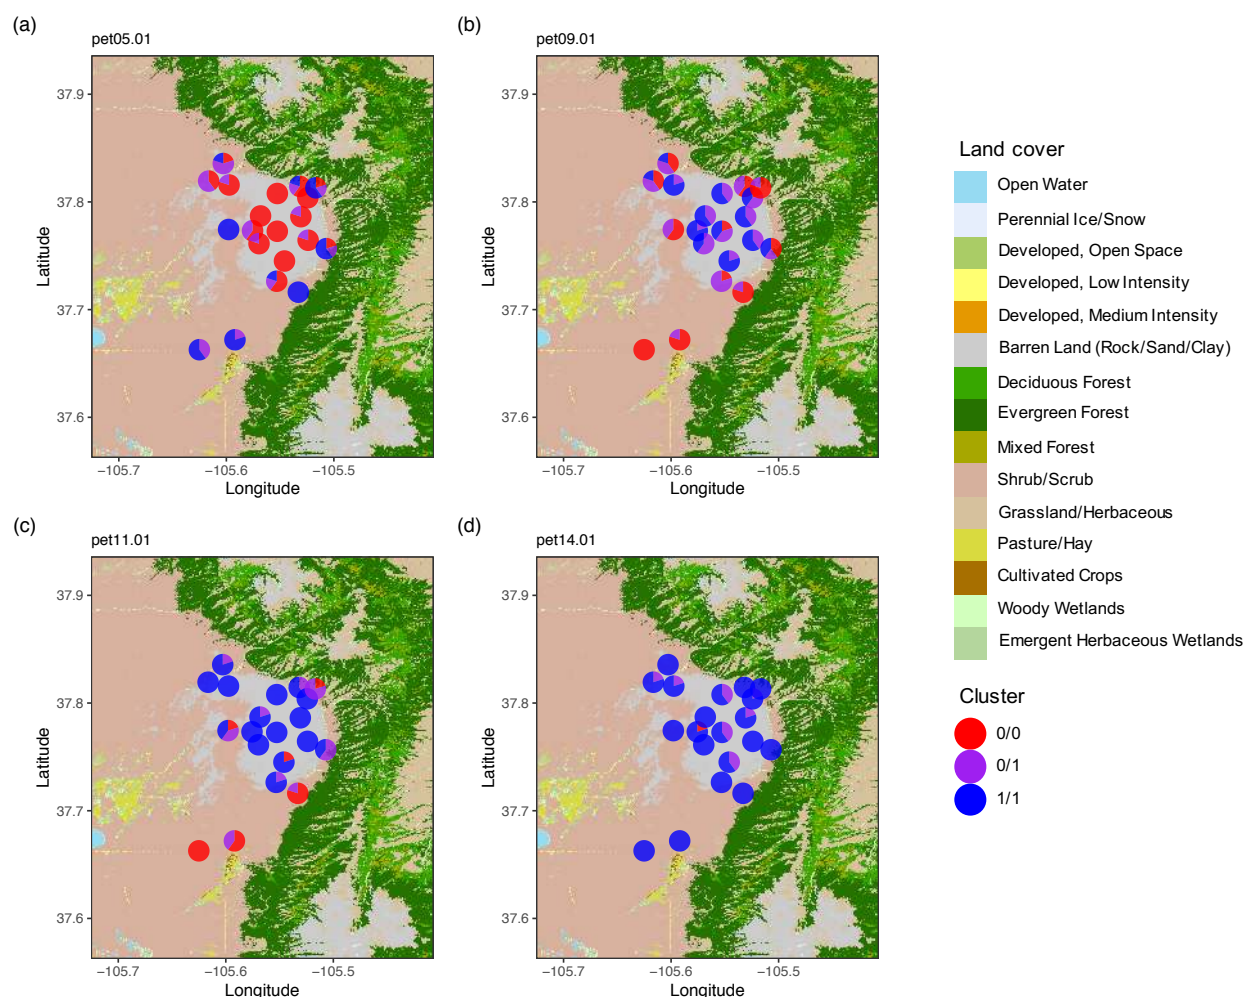 (a)
pet05.01
37.9
37.8
37.7
37.6
Latitude
−105.7
−105.6
−105.5
Longitude
(b)
pet09.01
37.9
37.8
37.7
37.6
Latitude
−105.7
−105.6
−105.5
Longitude
(c)
pet11.01
37.9
37.8
37.7
37.6
Latitude
−105.7
−105.6
−105.5
Longitude
(d)
pet14.01
37.9
37.8
37.7
37.6
Latitude
−105.7
−105.6
−105.5
Longitude
Land cover
Open Water
Perennial Ice/Snow
Developed, Open Space
Developed, Low Intensity
Developed, Medium Intensity
Barren Land (Rock/Sand/Clay)
Deciduous Forest
Evergreen Forest
Mixed Forest
Shrub/Scrub
Grassland/Herbaceous
Pasture/Hay
Cultivated Crops
Woody Wetlands
Emergent Herbaceous Wetlands
Cluster
0/0
0/1
1/1